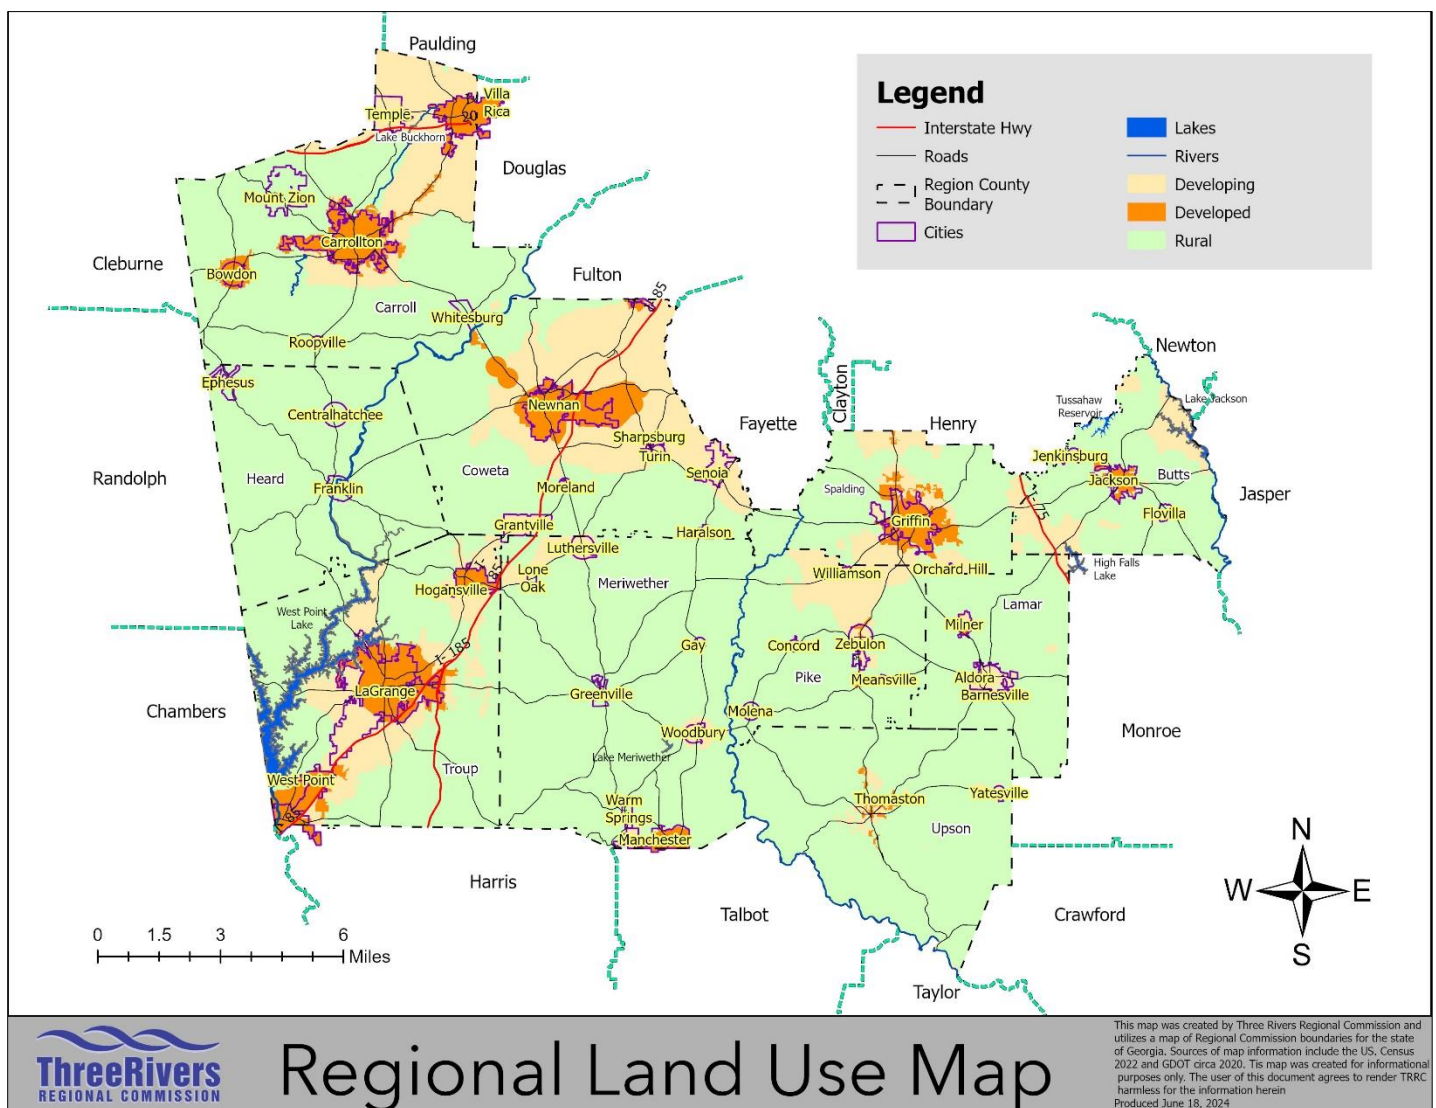 Paulding
Villa
Rica
Temple
20
Lake Buckhorn
Douglas
Mount Zion
Carrollton
Cleburne
Bowdon
Fulton
Carroll
Whitesburg
I-85
Roopville
Ephesus
Centralhatchee
Newnan
Sharpsburg
Turin
Senoia
Fayette
Clayton
Henry
Newton
Lake Jackson
Tussahaw
Reservoir
Jenkinsburg
Jackson
Butts
Jasper
Flovilla
Randolph
Heard
Coweta
Franklin
Moreland
Spalding
Griffin
I-75
Grantville
Haralson
Luthersville
Lone
Oak
Meriwether
Williamson
Orchard Hill
High Falls
Lake
Hogansville
I-85
West Point
Lake
Lamar
Milner
I-185
Gay
Concord
Zebulon
LaGrange
Greenville
Pike
Meansville
Aldora
Barnesville
Chambers
Molena
Woodbury
Monroe
Lake Meriwether
Troup
West Point
Warm
Springs
Manchester
Thomaston
Yatesville
Upson
I-85
Harris
Talbot
Crawford
Taylor
Legend
Interstate Hwy
Roads
Region County
Boundary
Cities
Lakes
Rivers
Developing
Developed
Rural
N
W
E
S
0 1.5 3 6
Miles
ThreeRivers
REGIONAL COMMISSION
Regional Land Use Map
This map was created by Three Rivers Regional Commission and
utilizes a map of Regional Commission boundaries for the state
of Georgia. Sources of map information include the US. Census
2022 and GDOT circa 2020. Tis map was created for informational
purposes only. The user of this document agrees to render TRRC
harmless for the information herein
Produced June 18, 2024